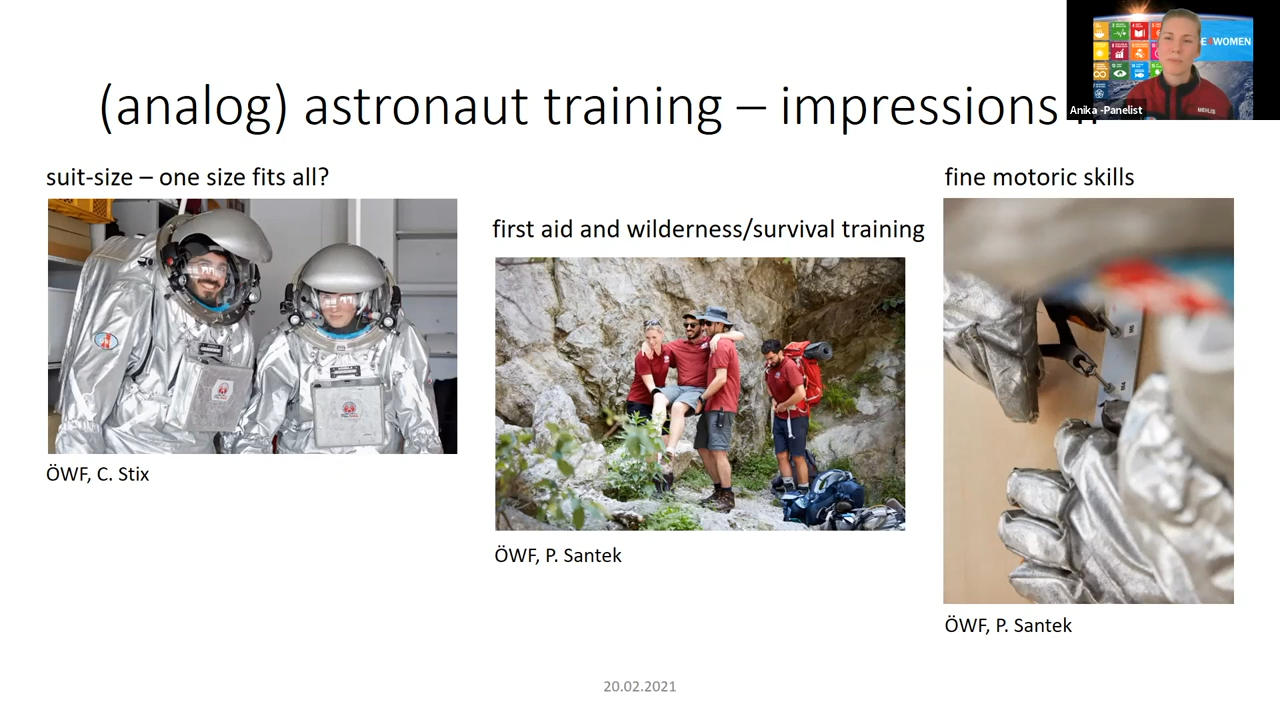 (analog) astronaut training – impressions
suit-size – one size fits all?
first aid and wilderness/survival training
fine motoric skills
ÖWF, C. Stix
ÖWF, P. Santek
ÖWF, P. Santek
20.02.2021
WOMEN
Anika -Panelist
MEHLIS